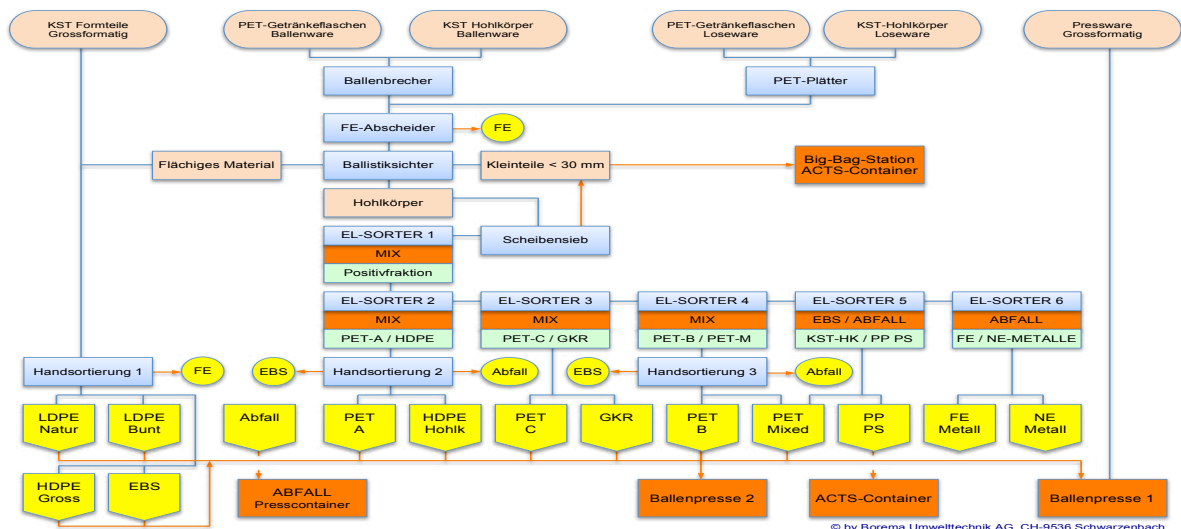 KST Formteile
Grossformatig
PET-Getränkeflaschen
Ballenware
KST Hohlkörper
Ballenware
PET-Getränkeflaschen
Loseware
KST-Hohlkörper
Loseware
Pressware
Grossformatig
Ballenbrecher
PET-Plätter
FE-Abscheider
FE
Flächiges Material
Ballistiksichter
Kleinteile < 30 mm
Big-Bag-Station
ACTS-Container
Hohlkörper
EL-SORTER 1
MIX
Positivfraktion
Scheibensieb
EL-SORTER 2
MIX
PET-A / HDPE
EL-SORTER 3
MIX
PET-C / GKR
EL-SORTER 4
MIX
PET-B / PET-M
EL-SORTER 5
EBS / ABFALL
KST-HK / PP PS
EL-SORTER 6
ABFALL
FE / NE-METALLE
Handsortierung 1
FE
EBS
Handsortierung 2
Abfall
EBS
Handsortierung 3
Abfall
LDPE
Natur
LDPE
Bunt
Abfall
PET
A
HDPE
Hohlk
PET
C
GKR
PET
B
PET
Mixed
PP
PS
FE
Metall
NE
Metall
HDPE
Gross
EBS
ABFALL
Presscontainer
Ballenpresse 2
ACTS-Container
Ballenpresse 1
© by Borema Umwelttechnik AG, CH-9536 Schwarzenbach